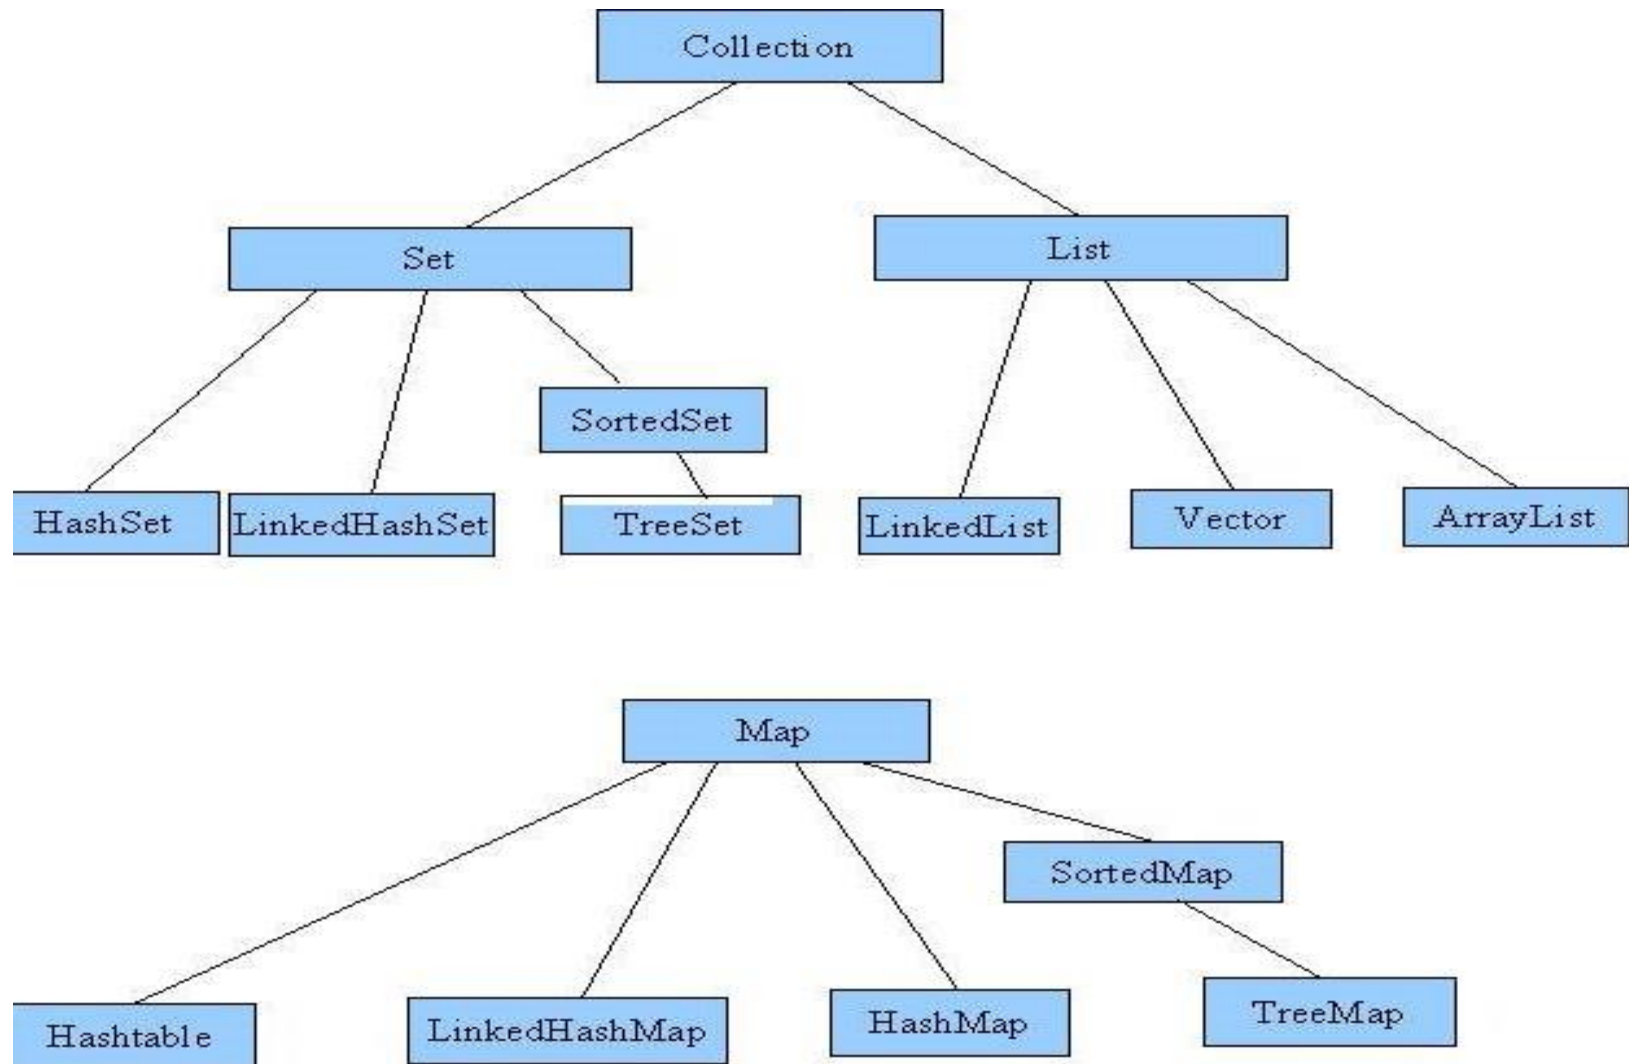 Collection
Set
List
SortedSet
HashSet
LinkedHashSet
TreeSet
LinkedList
Vector
ArrayList
Map
SortedMap
Hashtable
LinkedHashMap
HashMap
TreeMap